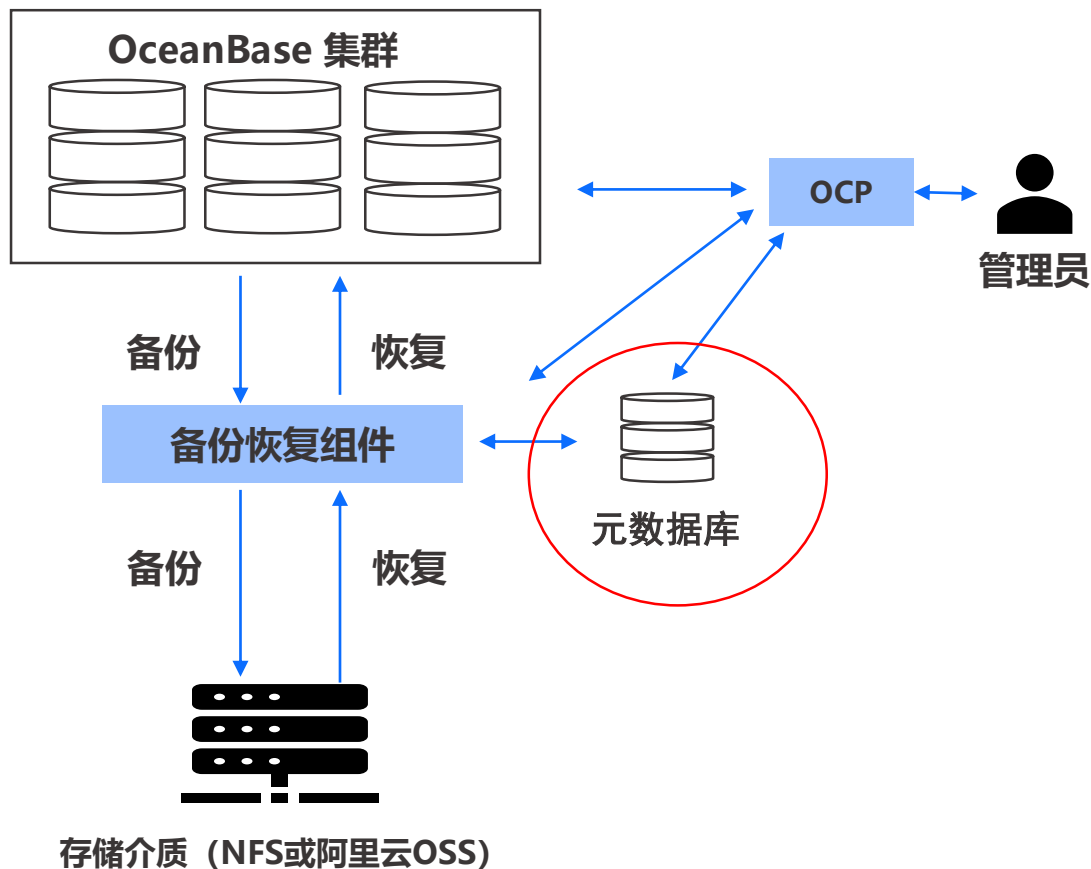 OceanBase 集群
OCP
管理员
备份
恢复
备份恢复组件
元数据库
备份
恢复
存储介质（NFS或阿里云OSS）